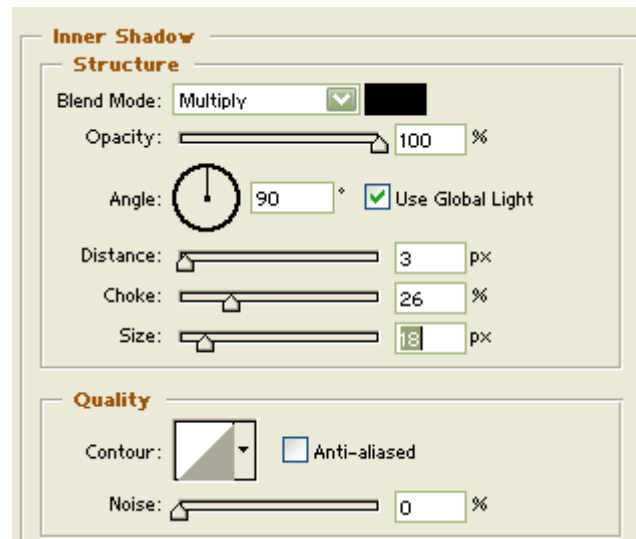 Inner Shadow
Structure
Blend Mode: Multiply
Opacity: 100 %
Angle: 90 ° Use Global Light
Distance: 3 px
Choke: 26 %
Size: 18 px
Quality
Contour: Anti-aliased
Noise: 0 %